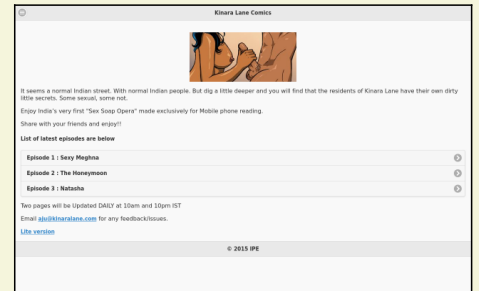 Kinara Lane Comics
It seems a normal Indian street. With normal Indian people. But dig a little deeper and you will find that the residents of Kinara Lane have their own dirty
little secrets. Some sexual, some not.
Enjoy India's very first "Sex Soap Opera" made exclusively for Mobile phone reading.
Share with your friends and enjoy!!
List of latest episodes are below
Episode 1 : Sexy Meghna
Episode 2 : The Honeymoon
Episode 3 : Natasha
Two pages will be Updated DAILY at 10am and 10pm IST
Email aju@kinaralane.com for any feedback/issues.
Lite version
© 2015 IPE